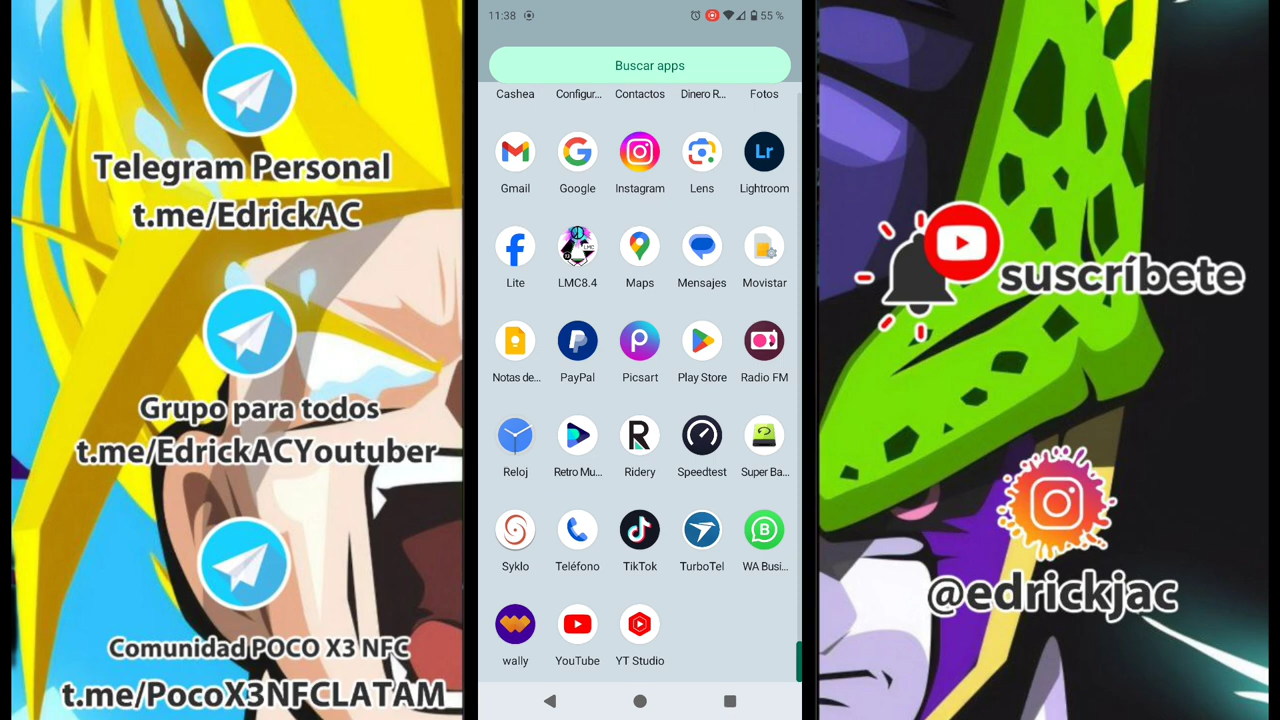 Telegram Personal
t.me/EdrickAC
Grupo para todos
t.me/EdrickACYoutuber
Comunidad POCO X3 NFC
t.me/PocoX3NFCLATAM
11:38
55 %
Buscar apps
Cashea Configur... Contactos Dinero R... Fotos
Lr
Gmail Google Instagram Lens Lightroom
LMC
Lite LMC8.4 Maps Mensajes Movistar
Notas de... PayPal Picsart Play Store Radio FM
Reloj Retro Mu... Ridery Speedtest Super Ba...
Syklo Teléfono TikTok TurboTel WA Busi...
wally YouTube YT Studio
suscríbete
@edrickjac